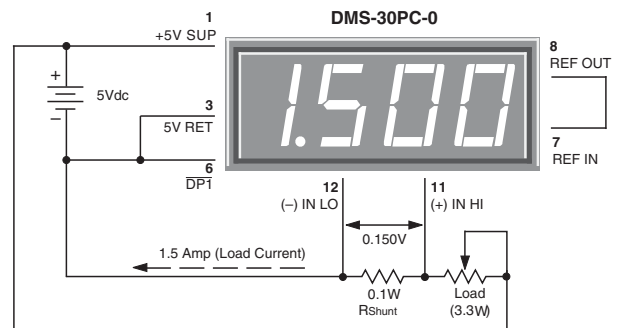 DMS-30PC-0
1
+5V SUP
8
REF OUT
+
5Vdc
–
1.500
3
5V RET
7
REF IN
6
DP1
12
(–) IN LO
11
(+) IN HI
0.150V
1.5 Amp (Load Current)
0.1W
RShunt
Load
(3.3W)